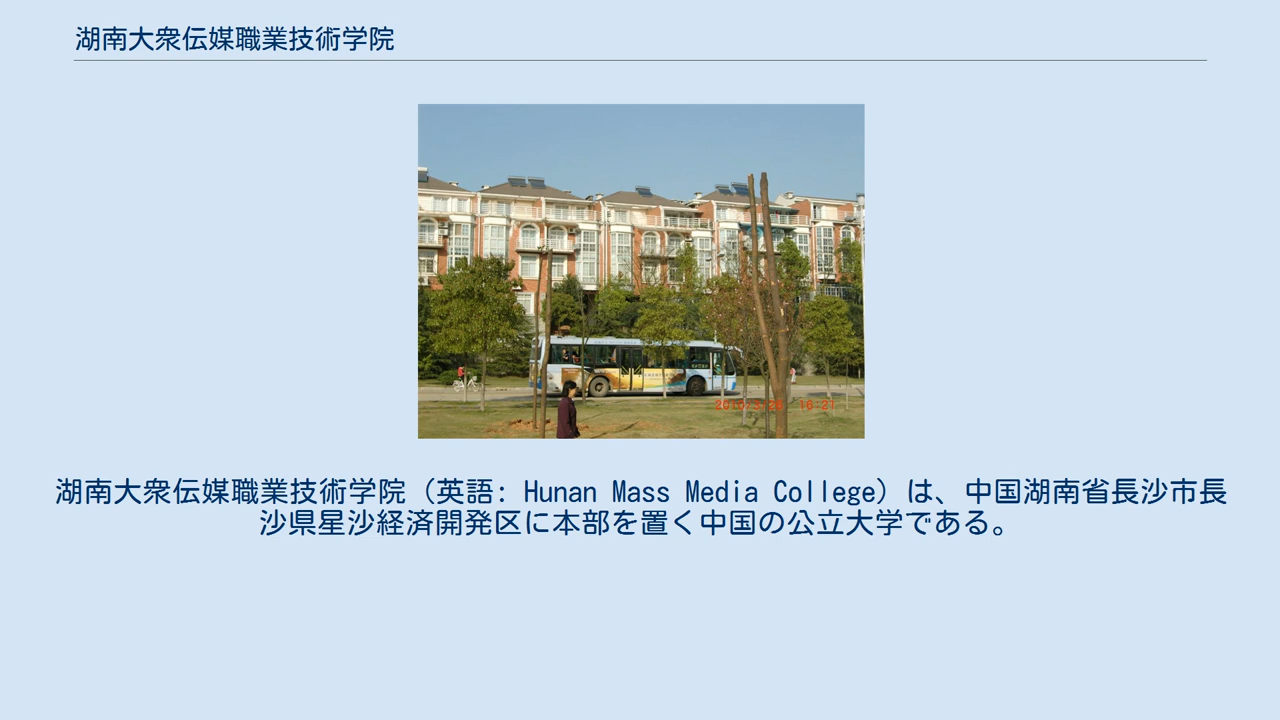 湖南大衆伝媒職業技術学院
湖南大衆伝媒職業技術学院（英語: Hunan Mass Media College）は、中国湖南省長沙市長
沙県星沙経済開発区に本部を置く中国の公立大学である。